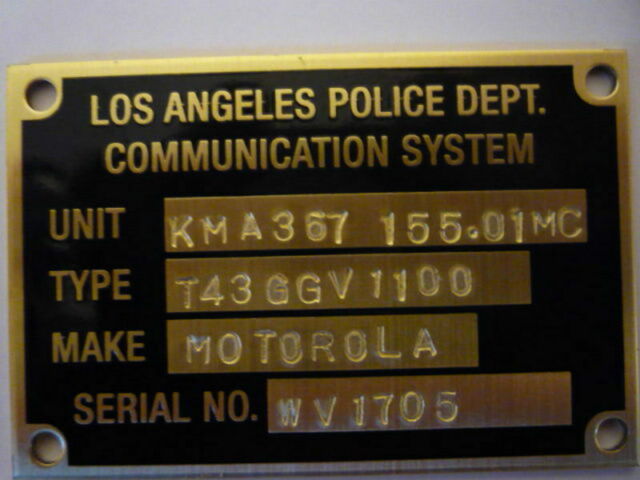 LOS ANGELES POLICE DEPT.
COMMUNICATION SYSTEM
UNIT KMA367 155.01MC
TYPE T43GGV1100
MAKE MOTOROLA
SERIAL NO. WV1705